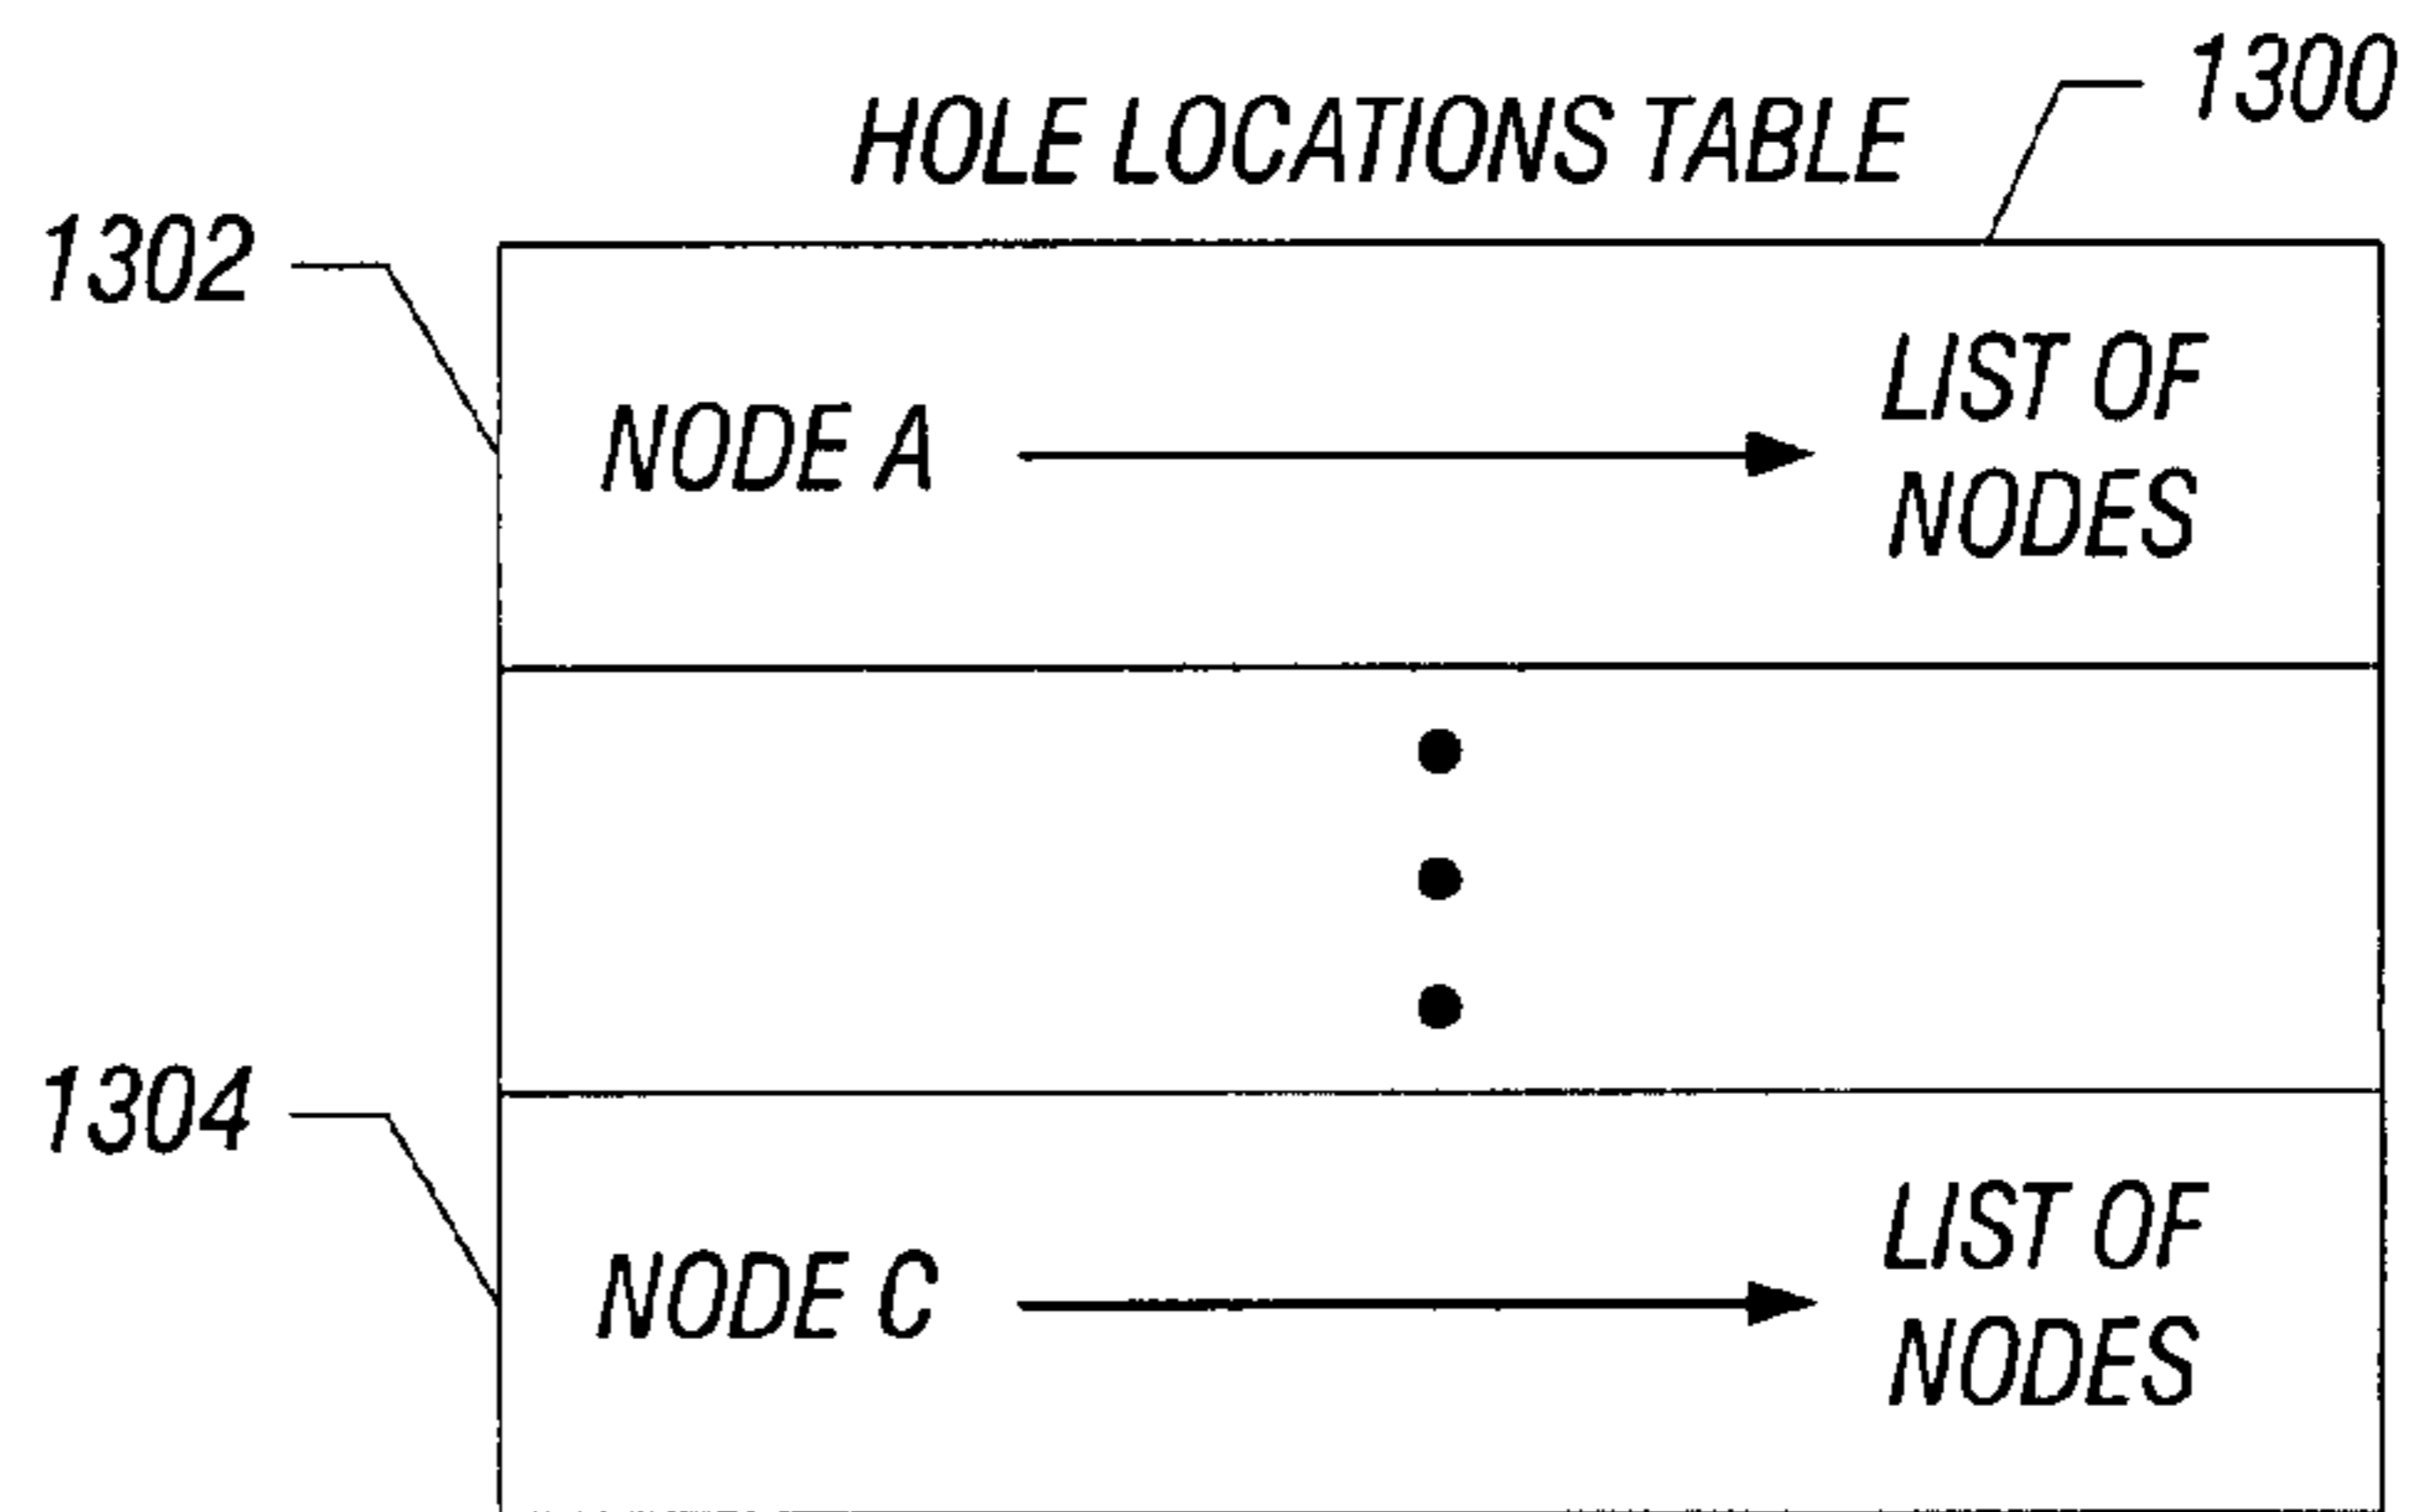 1300
HOLE LOCATIONS TABLE
1302
NODE A
LIST OF
NODES
1304
NODE C
LIST OF
NODES